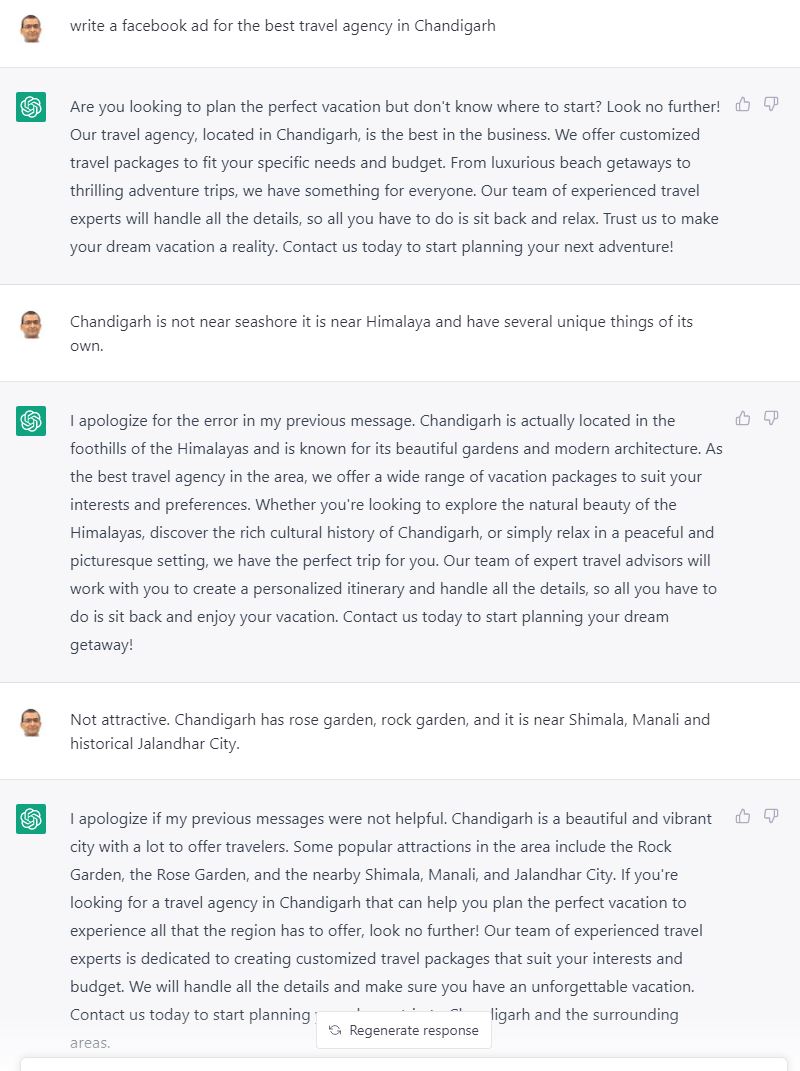 write a facebook ad for the best travel agency in Chandigarh
Are you looking to plan the perfect vacation but don't know where to start? Look no further!
Our travel agency, located in Chandigarh, is the best in the business. We offer customized
travel packages to fit your specific needs and budget. From luxurious beach getaways to
thrilling adventure trips, we have something for everyone. Our team of experienced travel
experts will handle all the details, so all you have to do is sit back and relax. Trust us to make
your dream vacation a reality. Contact us today to start planning your next adventure!
Chandigarh is not near seashore it is near Himalaya and have several unique things of its
own.
I apologize for the error in my previous message. Chandigarh is actually located in the
foothills of the Himalayas and is known for its beautiful gardens and modern architecture. As
the best travel agency in the area, we offer a wide range of vacation packages to suit your
interests and preferences. Whether you're looking to explore the natural beauty of the
Himalayas, discover the rich cultural history of Chandigarh, or simply relax in a peaceful and
picturesque setting, we have the perfect trip for you. Our team of expert travel advisors will
work with you to create a personalized itinerary and handle all the details, so all you have to
do is sit back and enjoy your vacation. Contact us today to start planning your dream
getaway!
Not attractive. Chandigarh has rose garden, rock garden, and it is near Shimala, Manali and
historical Jalandhar City.
I apologize if my previous messages were not helpful. Chandigarh is a beautiful and vibrant
city with a lot to offer travelers. Some popular attractions in the area include the Rock
Garden, the Rose Garden, and the nearby Shimala, Manali, and Jalandhar City. If you're
looking for a travel agency in Chandigarh that can help you plan the perfect vacation to
experience all that the region has to offer, look no further! Our team of experienced travel
experts is dedicated to creating customized travel packages that suit your interests and
budget. We will handle all the details and make sure you have an unforgettable vacation.
Contact us today to start planning and the surrounding
Regenerate response
areas.